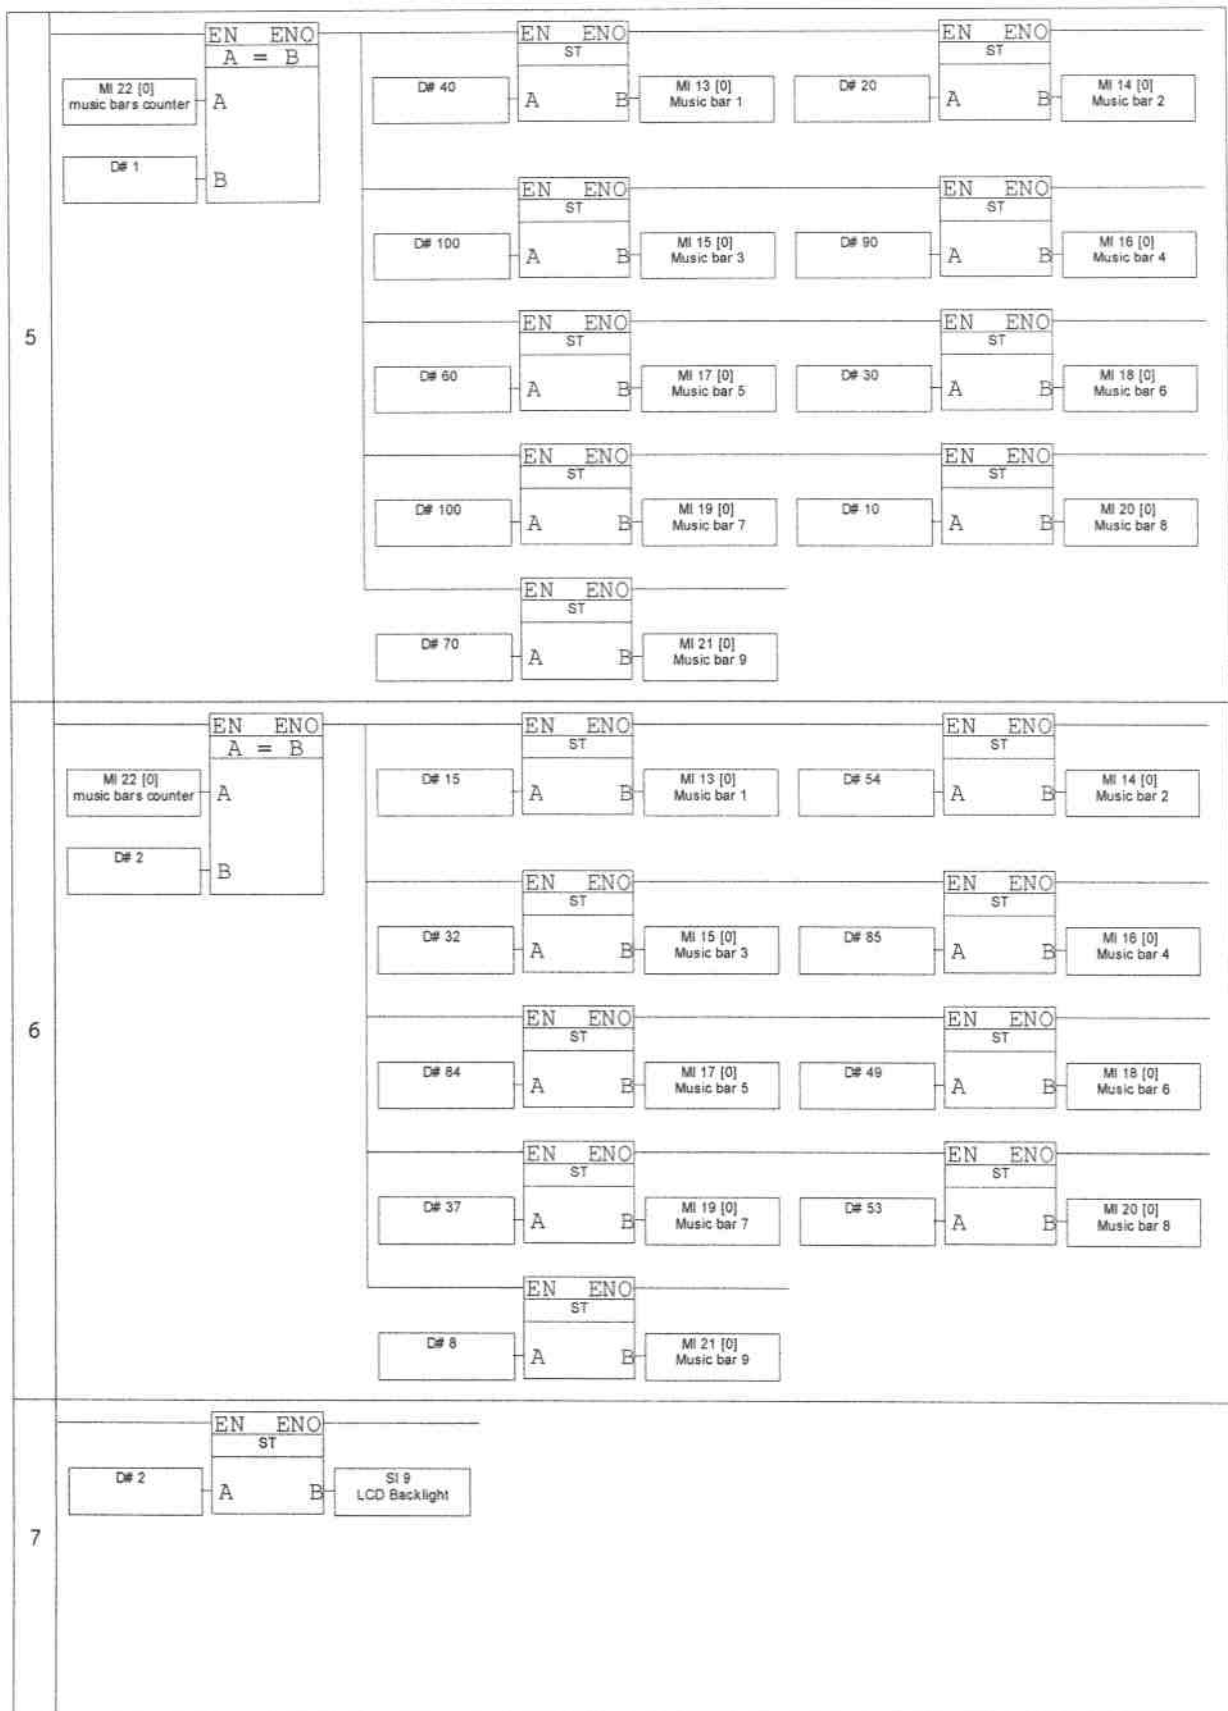 5
EN ENO
A = B
MI 22 [0]
music bars counter
A
D# 1
B
EN ENO
ST
D# 40
A B
MI 13 [0]
Music bar 1
EN ENO
ST
D# 20
A B
MI 14 [0]
Music bar 2
EN ENO
ST
D# 100
A B
MI 15 [0]
Music bar 3
EN ENO
ST
D# 90
A B
MI 16 [0]
Music bar 4
EN ENO
ST
D# 60
A B
MI 17 [0]
Music bar 5
EN ENO
ST
D# 30
A B
MI 18 [0]
Music bar 6
EN ENO
ST
D# 100
A B
MI 19 [0]
Music bar 7
EN ENO
ST
D# 10
A B
MI 20 [0]
Music bar 8
EN ENO
ST
D# 70
A B
MI 21 [0]
Music bar 9
6
EN ENO
A = B
MI 22 [0]
music bars counter
A
D# 2
B
EN ENO
ST
D# 15
A B
MI 13 [0]
Music bar 1
EN ENO
ST
D# 54
A B
MI 14 [0]
Music bar 2
EN ENO
ST
D# 32
A B
MI 15 [0]
Music bar 3
EN ENO
ST
D# 85
A B
MI 16 [0]
Music bar 4
EN ENO
ST
D# 84
A B
MI 17 [0]
Music bar 5
EN ENO
ST
D# 49
A B
MI 18 [0]
Music bar 6
EN ENO
ST
D# 37
A B
MI 19 [0]
Music bar 7
EN ENO
ST
D# 53
A B
MI 20 [0]
Music bar 8
EN ENO
ST
D# 8
A B
MI 21 [0]
Music bar 9
7
EN ENO
ST
D# 2
A B
SI 9
LCD Backlight